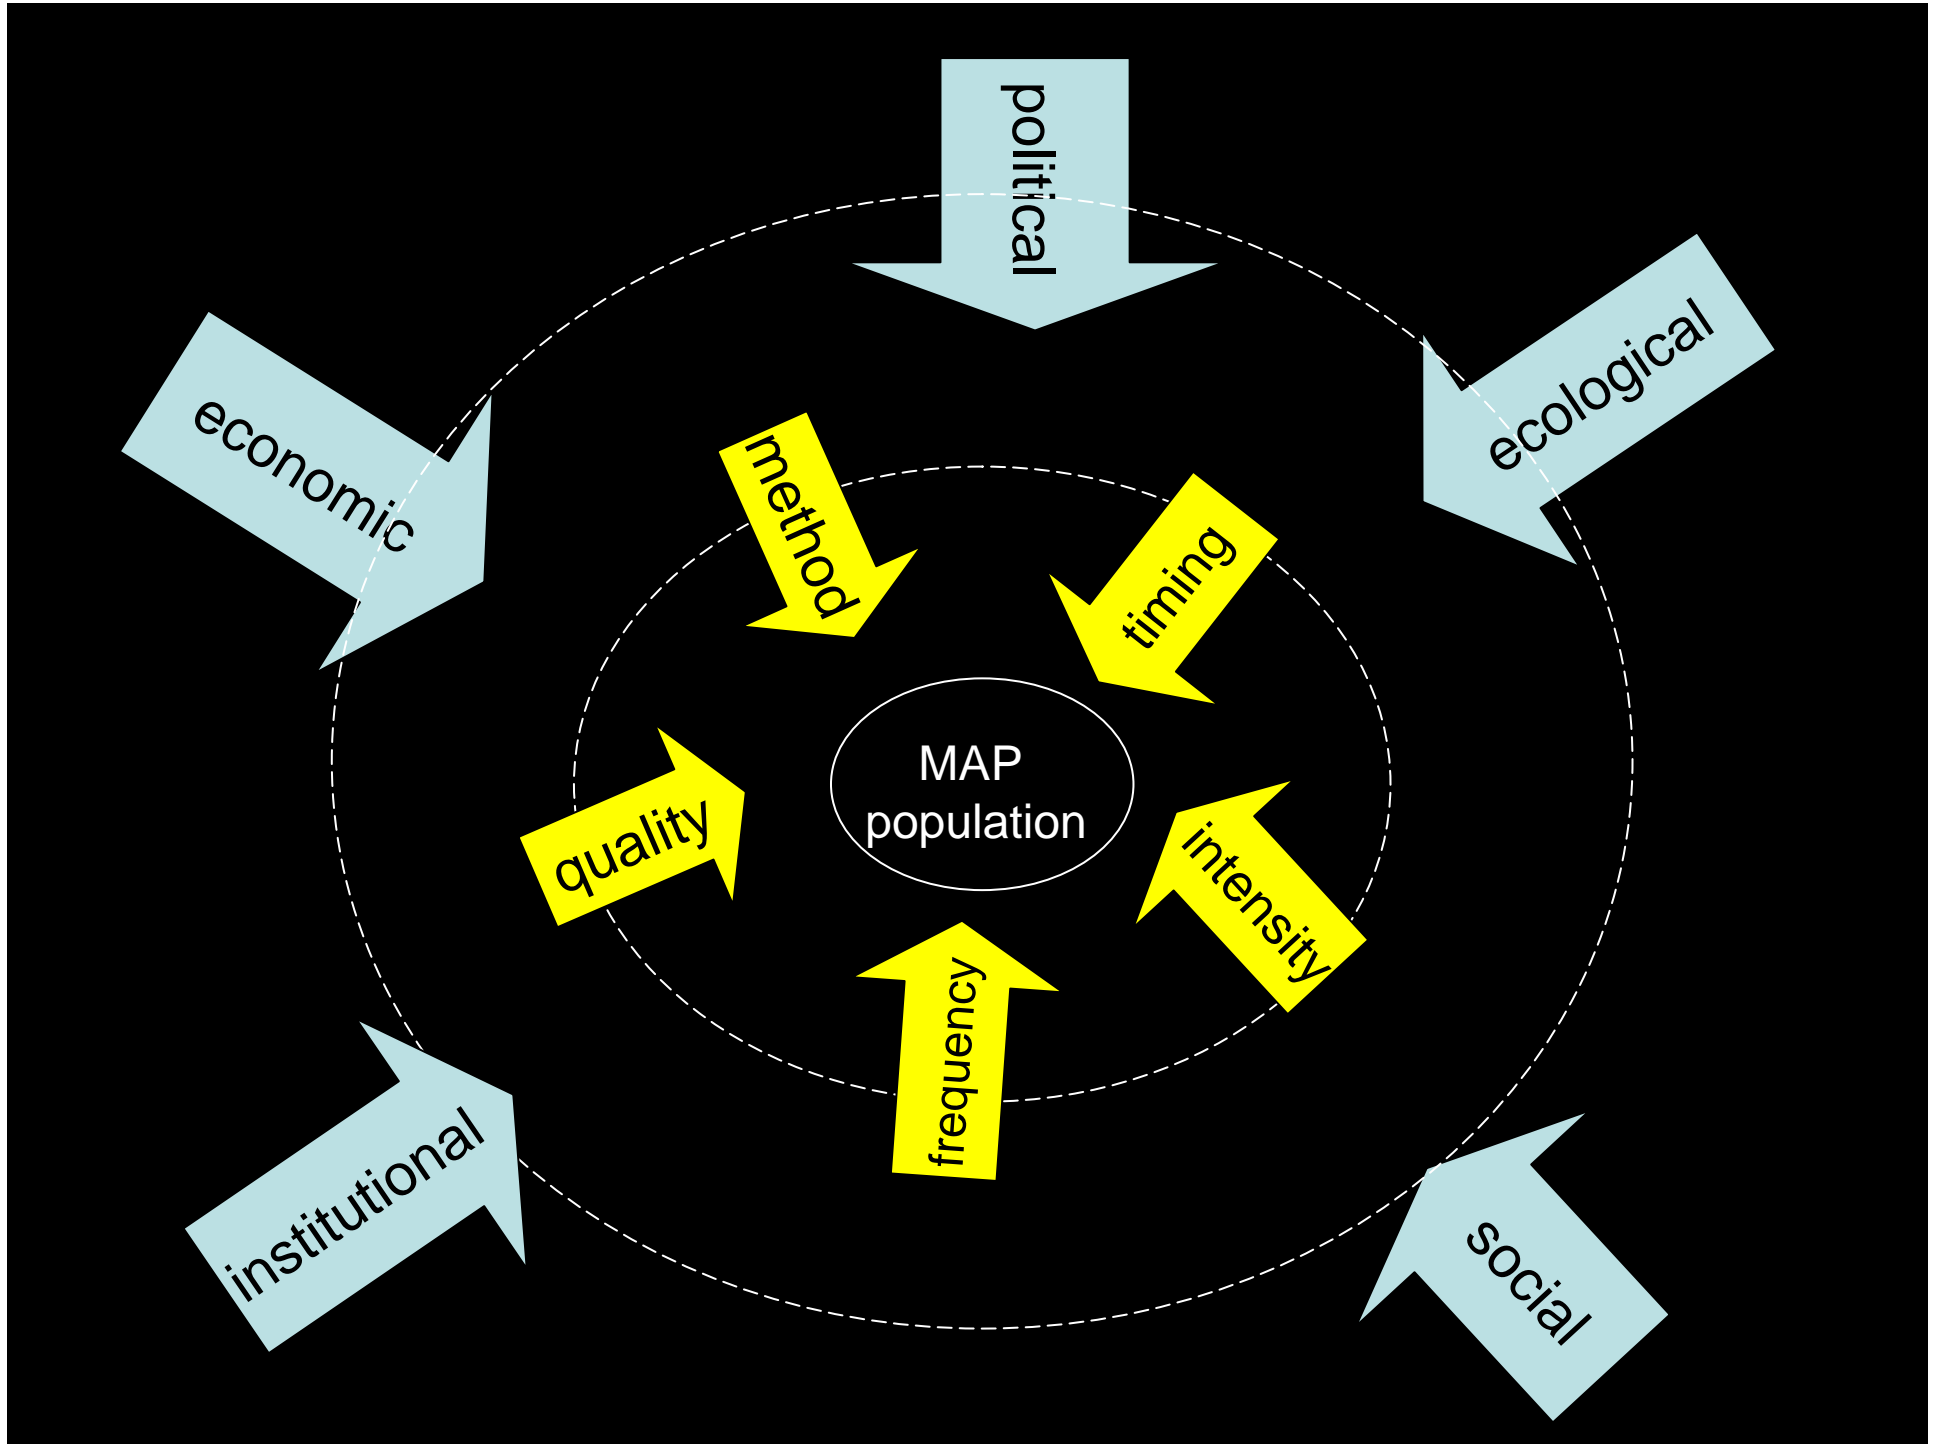 political
ecological
economic
method
timing
MAP
population
quality
intensity
frequency
institutional
social